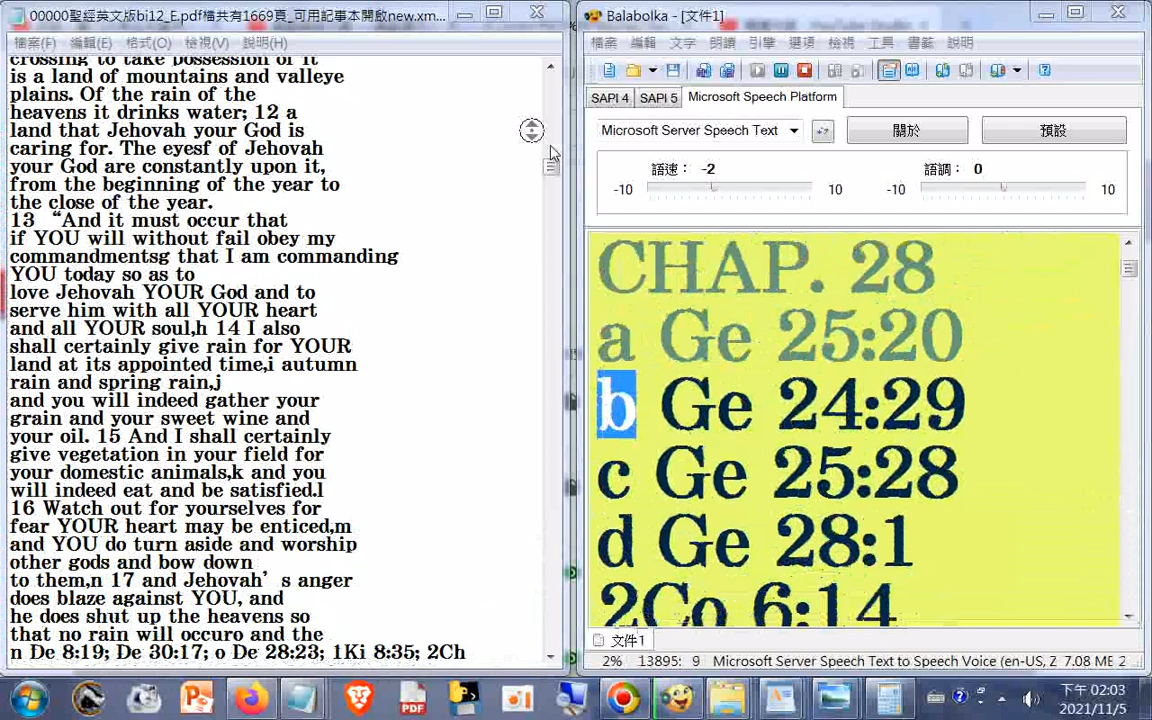 00000聖經英文版bi12_E.pdf檔共有1669頁_可用記事本開啟new.xm...
檔案(F) 編輯(E) 格式(O) 檢視(V) 說明(H)
crossing to take possession of it
is a land of mountains and valleye
plains. Of the rain of the
heavens it drinks water; 12 a
land that Jehovah your God is
caring for. The eyesf of Jehovah
your God are constantly upon it,
from the beginning of the year to
the close of the year.
13 “And it must occur that
if YOU will without fail obey my
commandmentsg that I am commanding
YOU today so as to
love Jehovah YOUR God and to
serve him with all YOUR heart
and all YOUR soul,h 14 I also
shall certainly give rain for YOUR
land at its appointed time,i autumn
rain and spring rain,j
and you will indeed gather your
grain and your sweet wine and
your oil. 15 And I shall certainly
give vegetation in your field for
your domestic animals,k and you
will indeed eat and be satisfied.l
16 Watch out for yourselves for
fear YOUR heart may be enticed,m
and YOU do turn aside and worship
other gods and bow down
to them,n 17 and Jehovah’s anger
does blaze against YOU, and
he does shut up the heavens so
that no rain will occuro and the
n De 8:19; De 30:17; o De 28:23; 1Ki 8:35; 2Ch
Balabolka - [文件1]
檔案 編輯 文字 朗讀 引擎 選項 檢視 工具 書籤 說明
SAPI 4 SAPI 5 Microsoft Speech Platform
Microsoft Server Speech Text 關於 預設
語速: -2 語調: 0
-10 10 -10 10
CHAP. 28
a Ge 25:20
b Ge 24:29
c Ge 25:28
d Ge 28:1
2Co 6:14
文件1
2% 13895: 9 Microsoft Server Speech Text to Speech Voice (en-US, Z 7.08 ME 2
PDF
下午 02:03
2021/11/5